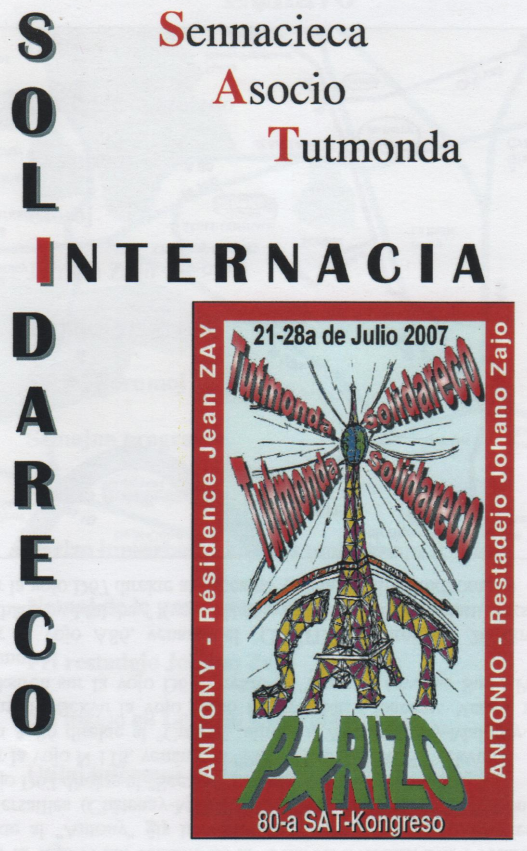 Sennacieca
Asocio
Tutmonda
SOLIDARECO
INTERNACIA
21-28a de Julio 2007
Tutmonda Solidareco
Tutmonda Solidareco
ANTONY - Résidence Jean ZAY
ANTONIO - Restadejo Johano Zajo
SAT
PARIZO
80-a SAT-Kongreso